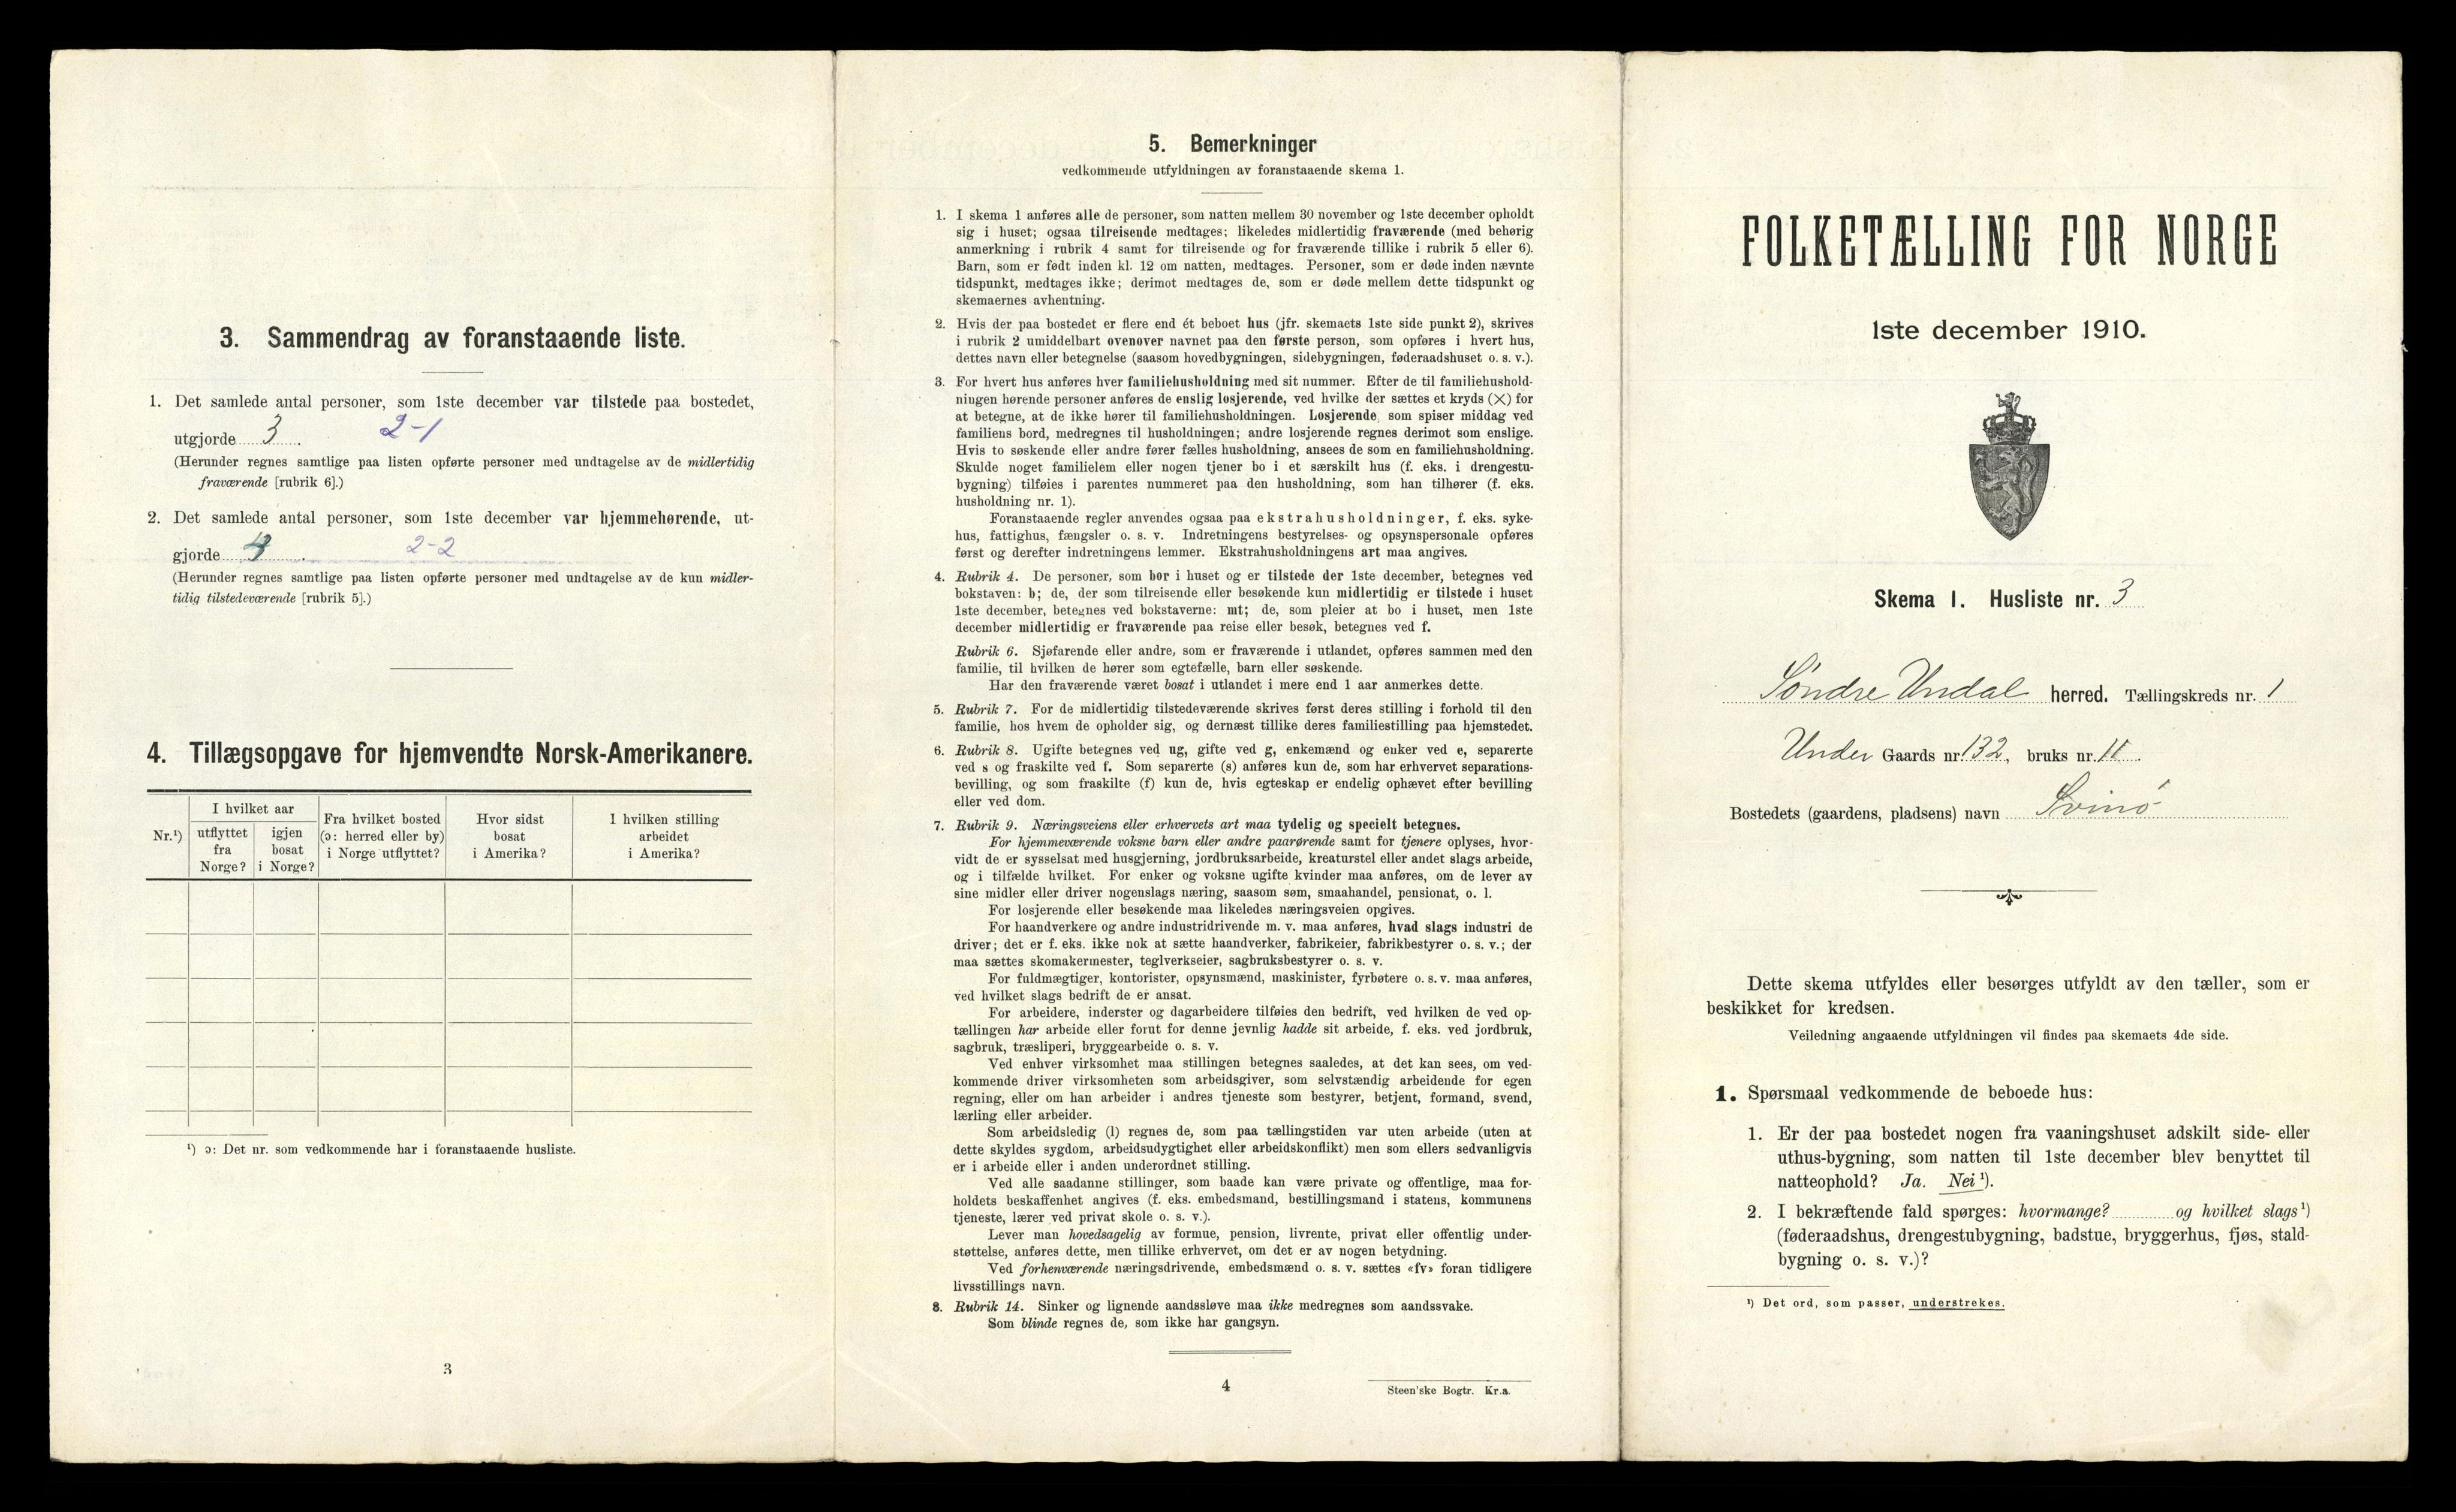 3. Sammendrag av foranstaaende liste.
1. Det samlede antal personer, som 1ste december var tilstede paa bostedet,
utgjorde 3. 2-1
(Herunder regnes samtlige paa listen opførte personer med undtagelse av de midlertidig
fraværende [rubrik 6].)
2. Det samlede antal personer, som 1ste december var hjemmehørende, ut-
gjorde 4. 2-2
(Herunder regnes samtlige paa listen opførte personer med undtagelse av de kun midler-
tidig tilstedeværende [rubrik 5].)
4. Tillægsopgave for hjemvendte Norsk-Amerikanere.
Nr.¹)
I hvilket aar
utflyttet
fra
Norge?
igjen
bosat
i Norge?
Fra hvilket bosted
(ɔ: herred eller by)
i Norge utflyttet?
Hvor sidst
bosat
i Amerika?
I hvilken stilling
arbeidet
i Amerika?
¹) ɔ: Det nr. som vedkommende har i foranstaaende husliste.
3
5. Bemerkninger
vedkommende utfyldningen av foranstaaende skema 1.
1. I skema 1 anføres alle de personer, som natten mellem 30 november og 1ste december opholdt
sig i huset; ogsaa tilreisende medtages; likeledes midlertidig fraværende (med behørig
anmerkning i rubrik 4 samt for tilreisende og for fraværende tillike i rubrik 5 eller 6).
Barn, som er født inden kl. 12 om natten, medtages. Personer, som er døde inden nævnte
tidspunkt, medtages ikke; derimot medtages de, som er døde mellem dette tidspunkt og
skemaernes avhentning.
2. Hvis der paa bostedet er flere end ét beboet hus (jfr. skemaets 1ste side punkt 2), skrives
i rubrik 2 umiddelbart ovenover navnet paa den første person, som opføres i hvert hus,
dettes navn eller betegnelse (saasom hovedbygningen, sidebygningen, føderaadshuset o. s. v.).
3. For hvert hus anføres hver familiehusholdning med sit nummer. Efter de til familiehushold-
ningen hørende personer anføres de enslig losjerende, ved hvilke der sættes et kryds (×) for
at betegne, at de ikke hører til familiehusholdningen. Losjerende som spiser middag ved
familiens bord, medregnes til husholdningen; andre losjerende regnes derimot som enslige.
Hvis to søskende eller andre fører fælles husholdning, ansees de som en familiehusholdning.
Skulde noget familielem eller nogen tjener bo i et særskilt hus (f. eks. i drengestu-
bygning) tilføies i parentes nummeret paa den husholdning, som han tilhører (f. eks.
husholdning nr. 1).
Foranstaaende regler anvendes ogsaa paa ekstrahusholdninger, f. eks. syke-
hus, fattighus, fængsler o. s. v. Indretningens bestyrelses- og opsynspersonale opføres
først og derefter indretningens lemmer. Ekstrahusholdningens art maa angives.
4. Rubrik 4. De personer, som bor i huset og er tilstede der 1ste december, betegnes ved
bokstaven: b; de, der som tilreisende eller besøkende kun midlertidig er tilstede i huset
1ste december, betegnes ved bokstaverne: mt; de, som pleier at bo i huset, men 1ste
december midlertidig er fraværende paa reise eller besøk, betegnes ved f.
Rubrik 6. Sjøfarende eller andre, som er fraværende i utlandet, opføres sammen med den
familie, til hvilken de hører som egtefælle, barn eller søskende.
Har den fraværende været bosat i utlandet i mere end 1 aar anmerkes dette.
5. Rubrik 7. For de midlertidig tilstedeværende skrives først deres stilling i forhold til den
familie, hos hvem de opholder sig, og dernæst tillike deres familiestilling paa hjemstedet.
6. Rubrik 8. Ugifte betegnes ved ug, gifte ved g, enkemænd og enker ved e, separerte
ved s og fraskilte ved f. Som separerte (s) anføres kun de, som har erhvervet separations-
bevilling, og som fraskilte (f) kun de, hvis egteskap er endelig ophævet efter bevilling
eller ved dom.
7. Rubrik 9. Næringsveiens eller erhvervets art maa tydelig og specielt betegnes.
For hjemmeværende voksne barn eller andre paarørende samt for tjenere oplyses, hvor-
vidt de er sysselsat med husgjerning, jordbruksarbeide, kreaturstel eller andet slags arbeide,
og i tilfælde hvilket. For enker og voksne ugifte kvinder maa anføres, om de lever av
sine midler eller driver nogenslags næring, saasom søm, smaahandel, pensionat, o. l.
For losjerende eller besøkende maa likeledes næringsveien opgives.
For haandverkere og andre industridrivende m. v. maa anføres, hvad slags industri de
driver; det er f. eks. ikke nok at sætte haandverker, fabrikeier, fabrikbestyrer o. s. v.; der
maa sættes skomakermester, teglverkseier, sagbruksbestyrer o. s. v.
For fuldmægtiger, kontorister, opsynsmænd, maskinister, fyrbøtere o. s. v. maa anføres,
ved hvilket slags bedrift de er ansat.
For arbeidere, inderster og dagarbeidere tilføies den bedrift, ved hvilken de ved op-
tællingen har arbeide eller forut for denne jevnlig hadde sit arbeide, f. eks. ved jordbruk,
sagbruk, træsliperi, bryggearbeide o. s. v.
Ved enhver virksomhet maa stillingen betegnes saaledes, at det kan sees, om ved-
kommende driver virksomheten som arbeidsgiver, som selvstændig arbeidende for egen
regning, eller om han arbeider i andres tjeneste som bestyrer, betjent, formand, svend,
lærling eller arbeider.
Som arbeidsledig (l) regnes de, som paa tællingstiden var uten arbeide (uten at
dette skyldes sygdom, arbeidsudygtighet eller arbeidskonflikt) men som ellers sedvanligvis
er i arbeide eller i anden underordnet stilling.
Ved alle saadanne stillinger, som baade kan være private og offentlige, maa for-
holdets beskaffenhet angives (f. eks. embedsmand, bestillingsmand i statens, kommunens
tjeneste, lærer ved privat skole o. s. v.).
Lever man hovedsagelig av formue, pension, livrente, privat eller offentlig under-
støttelse, anføres dette, men tillike erhvervet, om det er av nogen betydning.
Ved forhenværende næringsdrivende, embedsmænd o. s. v. sættes «fv» foran tidligere
livsstillings navn.
8. Rubrik 14. Sinker og lignende aandssløve maa ikke medregnes som aandssvake.
Som blinde regnes de, som ikke har gangsyn.
4
Steen'ske Bogtr. Kr.a.
FOLKETÆLLING FOR NORGE
1ste december 1910.
Skema 1. Husliste nr. 3
Søndre Undal herred. Tællingskreds nr. 1
Under Gaards nr. 132, bruks nr. 11.
Bostedets (gaardens, pladsens) navn Svinø
Dette skema utfyldes eller besørges utfyldt av den tæller, som er
beskikket for kredsen.
Veiledning angaaende utfyldningen vil findes paa skemaets 4de side.
1. Spørsmaal vedkommende de beboede hus:
1. Er der paa bostedet nogen fra vaaningshuset adskilt side- eller
uthus-bygning, som natten til 1ste december blev benyttet til
natteophold? Ja. Nei ¹).
2. I bekræftende fald spørges: hvormange? og hvilket slags ¹)
(føderaadshus, drengestubygning, badstue, bryggerhus, fjøs, stald-
bygning o. s. v.)?
¹) Det ord, som passer, understrekes.